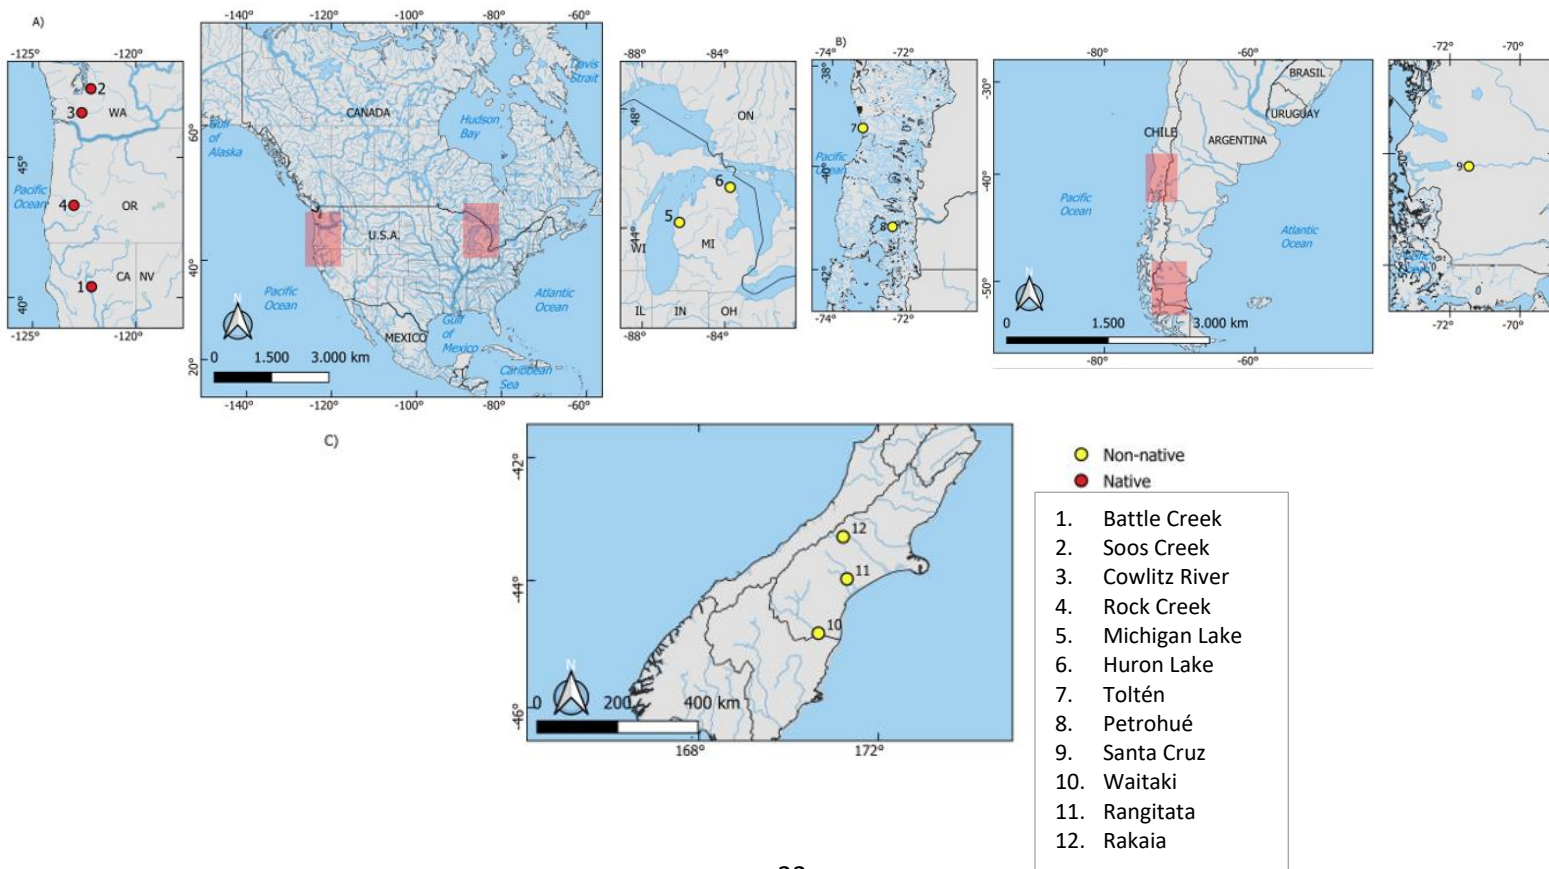 A)
-125°
-120°
2
3
WA
45°
Pacific
Ocean
4
OR
CA
NV
1
40°
-125°
-120°
-140°
-120°
-100°
-80°
-60°
Davis
Strait
CANADA
Hudson
Bay
Gulf
of
Alaska
60°
U.S.A.
40°
Pacific
Ocean
Atlantic
Ocean
N
Gulf
of
Mexico
MEXICO
0
1.500
3.000 km
Caribbean
Sea
20°
-140°
-120°
-100°
-80°
-60°
-88°
-84°
48°
ON
6
5
44°
WI
MI
IL
IN
OH
-88°
-84°
B)
-74°
-72°
-38°
7
Pacific
Ocean
-40°
8
-42°
-74°
-72°
-80°
-60°
-30°
BRASIL
URUGUAY
CHILE
ARGENTINA
-40°
Pacific
Ocean
Atlantic
Ocean
-50°
N
0
1.500
3.000 km
-80°
-60°
-72°
-70°
-50°
9
-72°
-70°
C)
-42°
12
11
-44°
10
N
0
200
400 km
-46°
168°
172°
Non-native
Native
1. Battle Creek
2. Soos Creek
3. Cowlitz River
4. Rock Creek
5. Michigan Lake
6. Huron Lake
7. Toltén
8. Petrohué
9. Santa Cruz
10. Waitaki
11. Rangitata
12. Rakaia